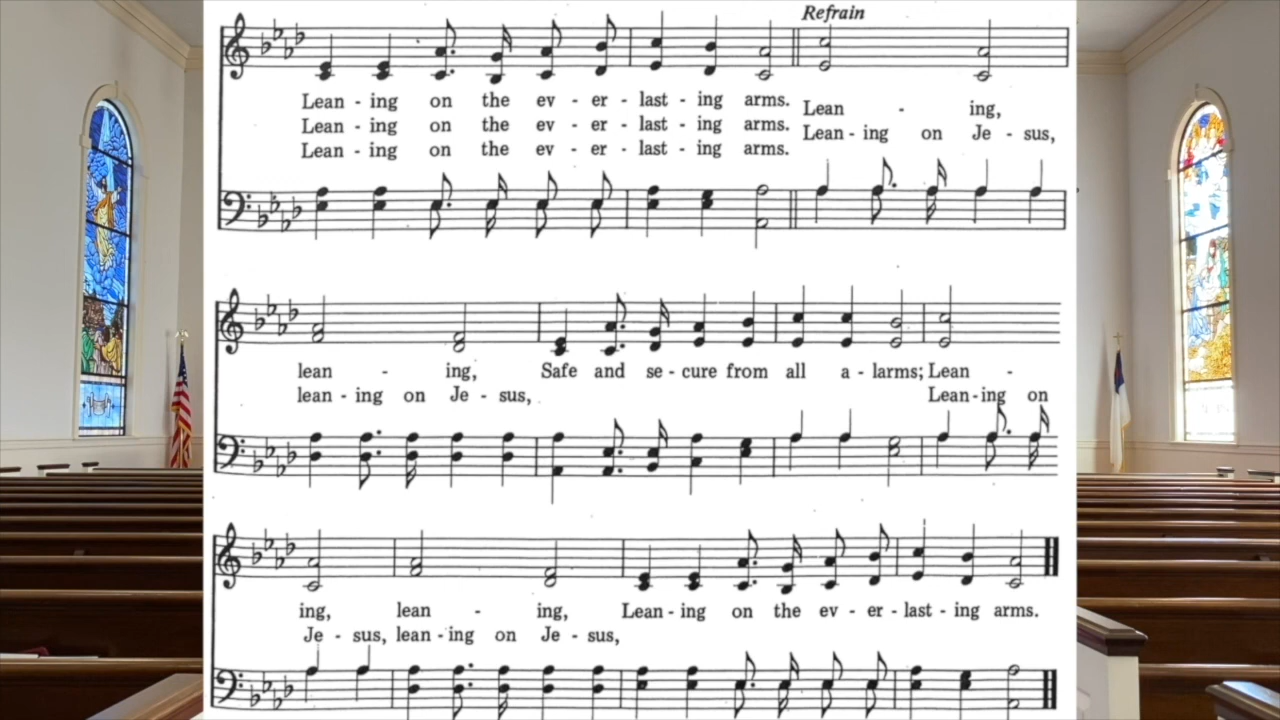 Refrain
Lean - ing on the ev - er - last - ing arms. Lean - ing,
Lean - ing on the ev - er - last - ing arms. Lean - ing on Je - sus,
Lean - ing on the ev - er - last - ing arms.
lean - ing, Safe and se - cure from all a - larms; Lean -
lean - ing on Je - sus, Lean - ing on
ing, lean - ing, Lean - ing on the ev - er - last - ing arms.
Je - sus, lean - ing on Je - sus,